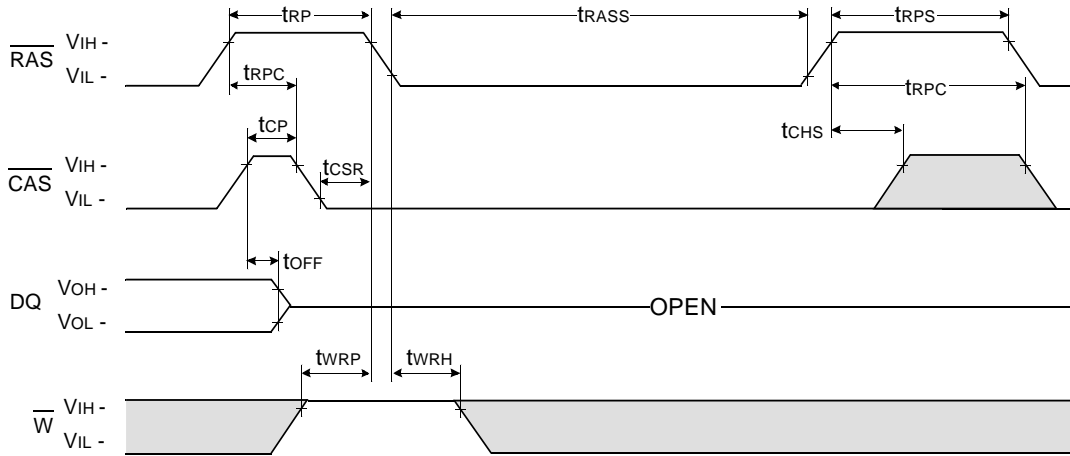 tRP
tRASS
tRPS
RAS
VIH -
VIL -
tRPC
tRPC
tCP
tCHS
CAS
VIH -
VIL -
tCSR
tOFF
DQ
VOH -
VOL -
OPEN
tWRP
tWRH
W
VIH -
VIL -